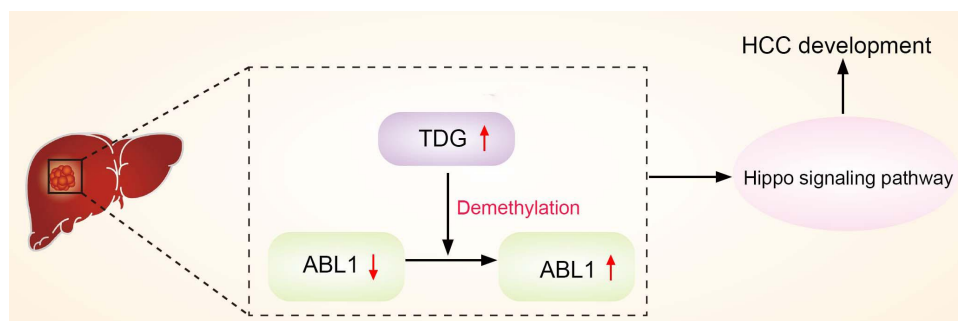 HCC development
TDG
Demethylation
Hippo signaling pathway
ABL1
ABL1